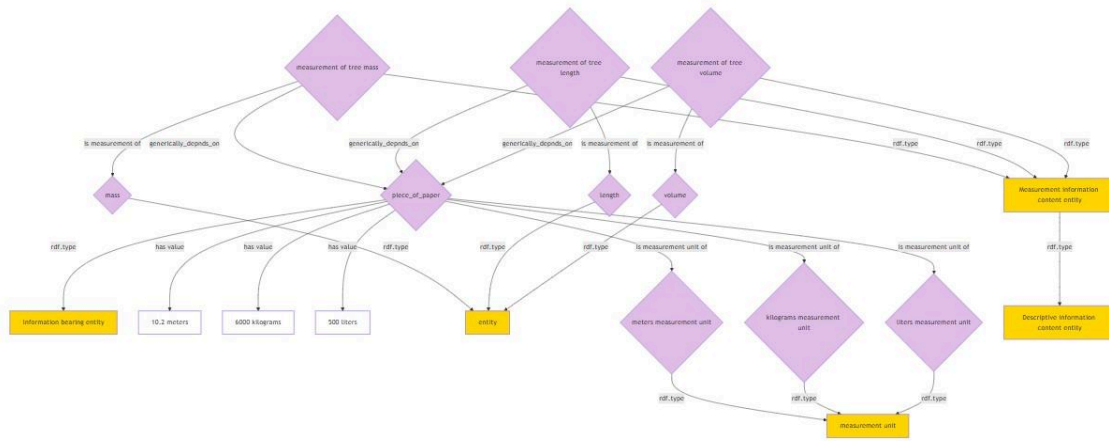 measurement of tree mass
measurement of tree
length
measurement of tree
volume
is measurement of
generically_depnds_on
generically_depnds_on
generically_depnds_on
is measurement of
is measurement of
rdf.type
rdf.type
rdf.type
mass
piece_of_paper
length
volume
Measurement information
content entity
rdf.type
has value
has value
has value
rdf.type
rdf.type
rdf.type
is measurement unit of
is measurement unit of
is measurement unit of
rdf.type
information bearing entity
10.2 meters
6000 kilograms
500 liters
entity
meters measurement unit
kilograms measurement
unit
liters measurement unit
Descriptive information
content entity
rdf.type
rdf.type
rdf.type
measurement unit